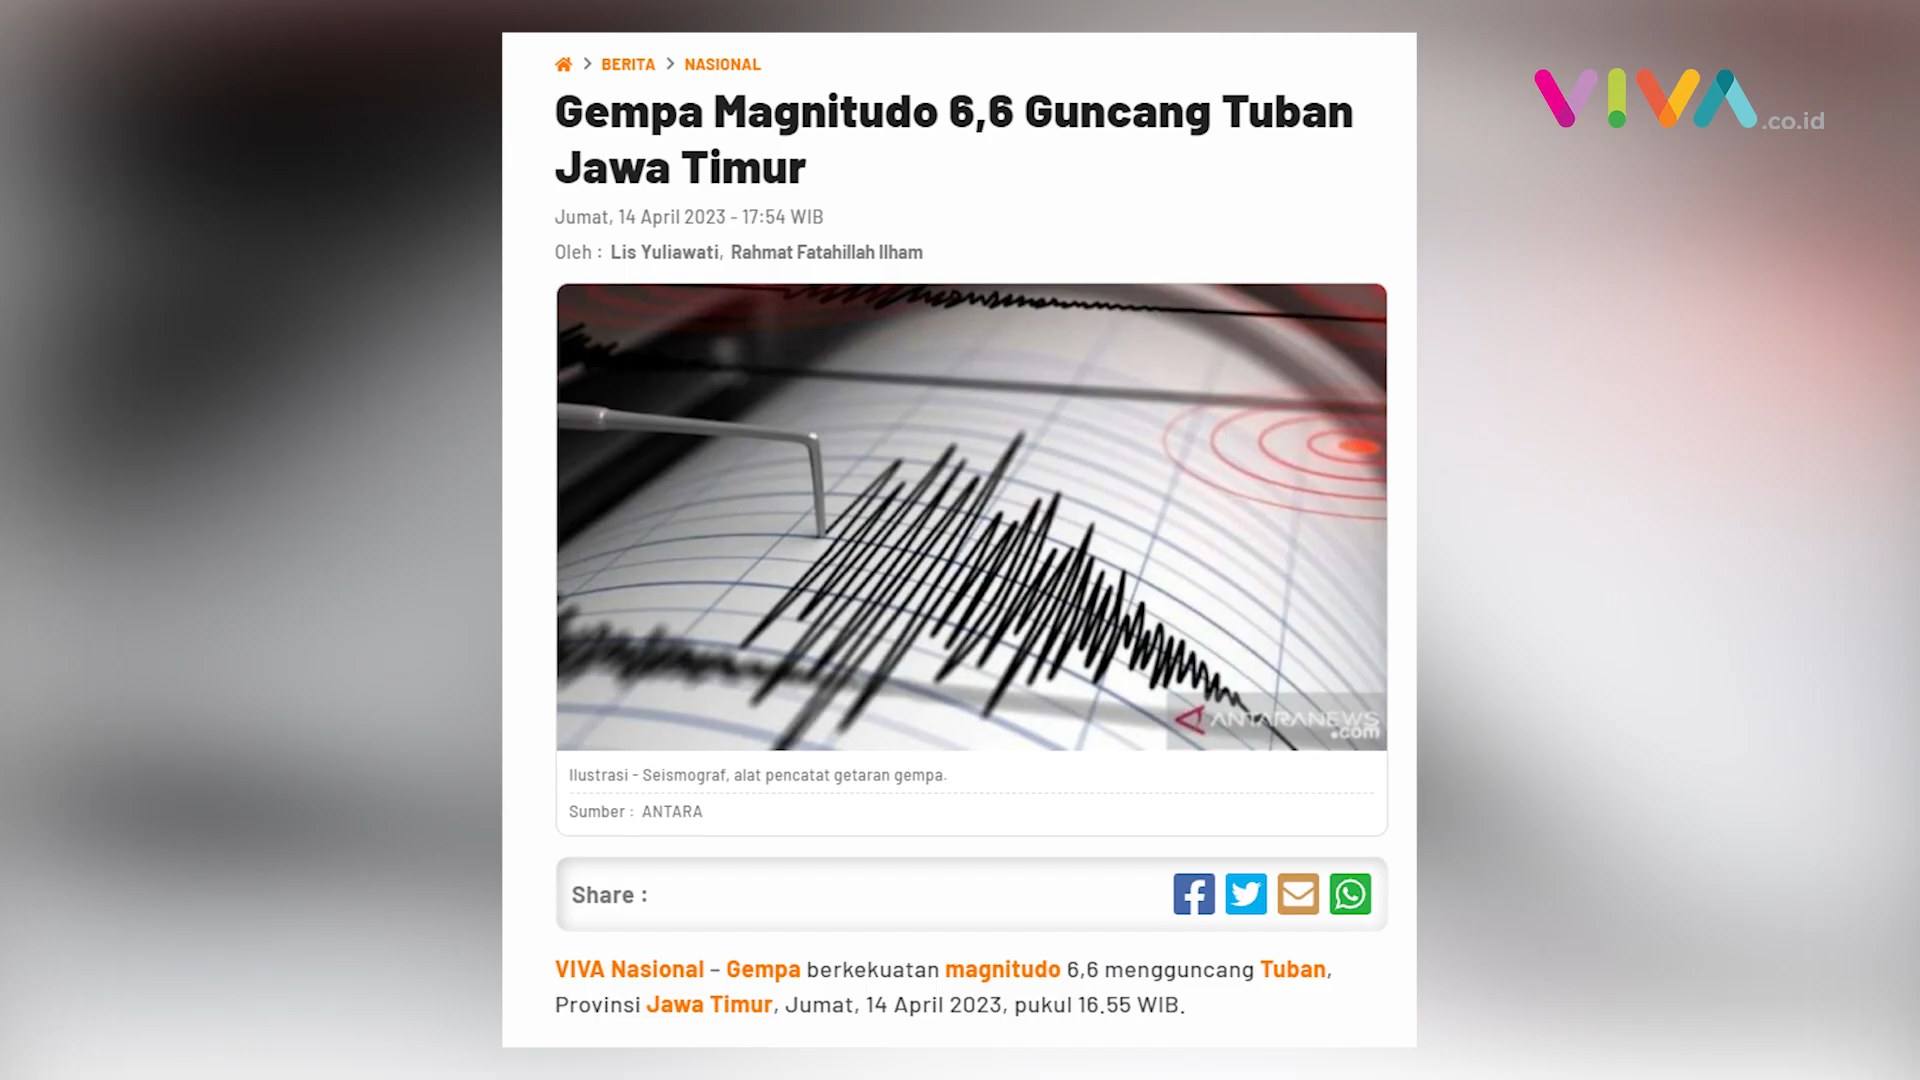 VIVA.co.id
BERITA > NASIONAL
Gempa Magnitudo 6,6 Guncang Tuban
Jawa Timur
Jumat, 14 April 2023 - 17:54 WIB
Oleh : Lis Yuliawati, Rahmat Fatahillah Ilham
ANTARANEWS
.com
Ilustrasi - Seismograf, alat pencatat getaran gempa.
Sumber : ANTARA
Share :
VIVA Nasional – Gempa berkekuatan magnitudo 6,6 mengguncang Tuban,
Provinsi Jawa Timur, Jumat, 14 April 2023, pukul 16.55 WIB.